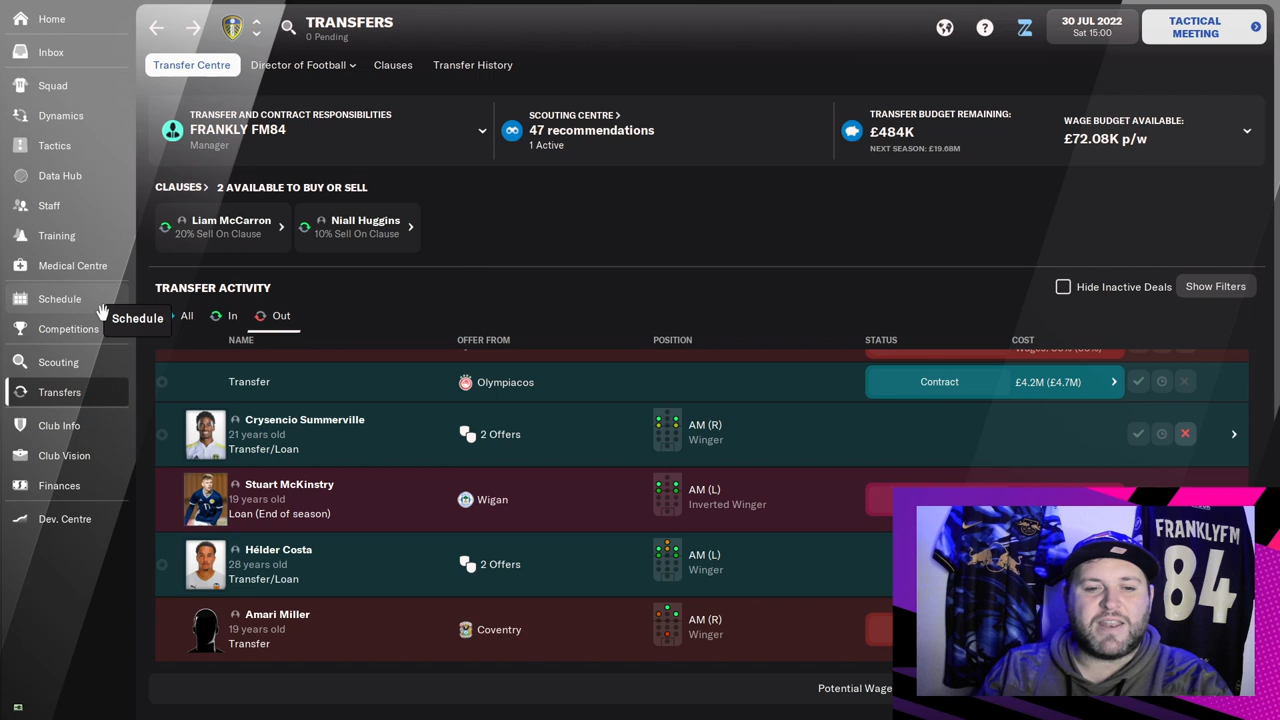 Home
TRANSFERS
0 Pending
30 JUL 2022
Sat 15:00
TACTICAL
MEETING
Inbox
Squad
Dynamics
Tactics
Data Hub
Staff
Training
Medical Centre
Schedule
Schedule
Competitions
Scouting
Transfers
Club Info
Club Vision
Finances
Dev. Centre
Transfer Centre
Director of Football
Clauses
Transfer History
TRANSFER AND CONTRACT RESPONSIBILITIES
FRANKLY FM84
Manager
SCOUTING CENTRE >
47 recommendations
1 Active
TRANSFER BUDGET REMAINING:
£484K
NEXT SEASON: £19.68M
WAGE BUDGET AVAILABLE:
£72.08K p/w
CLAUSES > 2 AVAILABLE TO BUY OR SELL
Liam McCarron
20% Sell On Clause
Niall Huggins
10% Sell On Clause
TRANSFER ACTIVITY
Hide Inactive Deals
Show Filters
All
In
Out
NAME OFFER FROM POSITION STATUS COST
Transfer Olympiacos Contract £4.2M (£4.7M)
Crysencio Summerville
21 years old
Transfer/Loan
2 Offers
AM (R)
Winger
Stuart McKinstry
19 years old
Loan (End of season)
Wigan
AM (L)
Inverted Winger
Hélder Costa
28 years old
Transfer/Loan
2 Offers
AM (L)
Winger
Amari Miller
19 years old
Transfer
Coventry
AM (R)
Winger
Potential Wage
FRANKLYFM
84